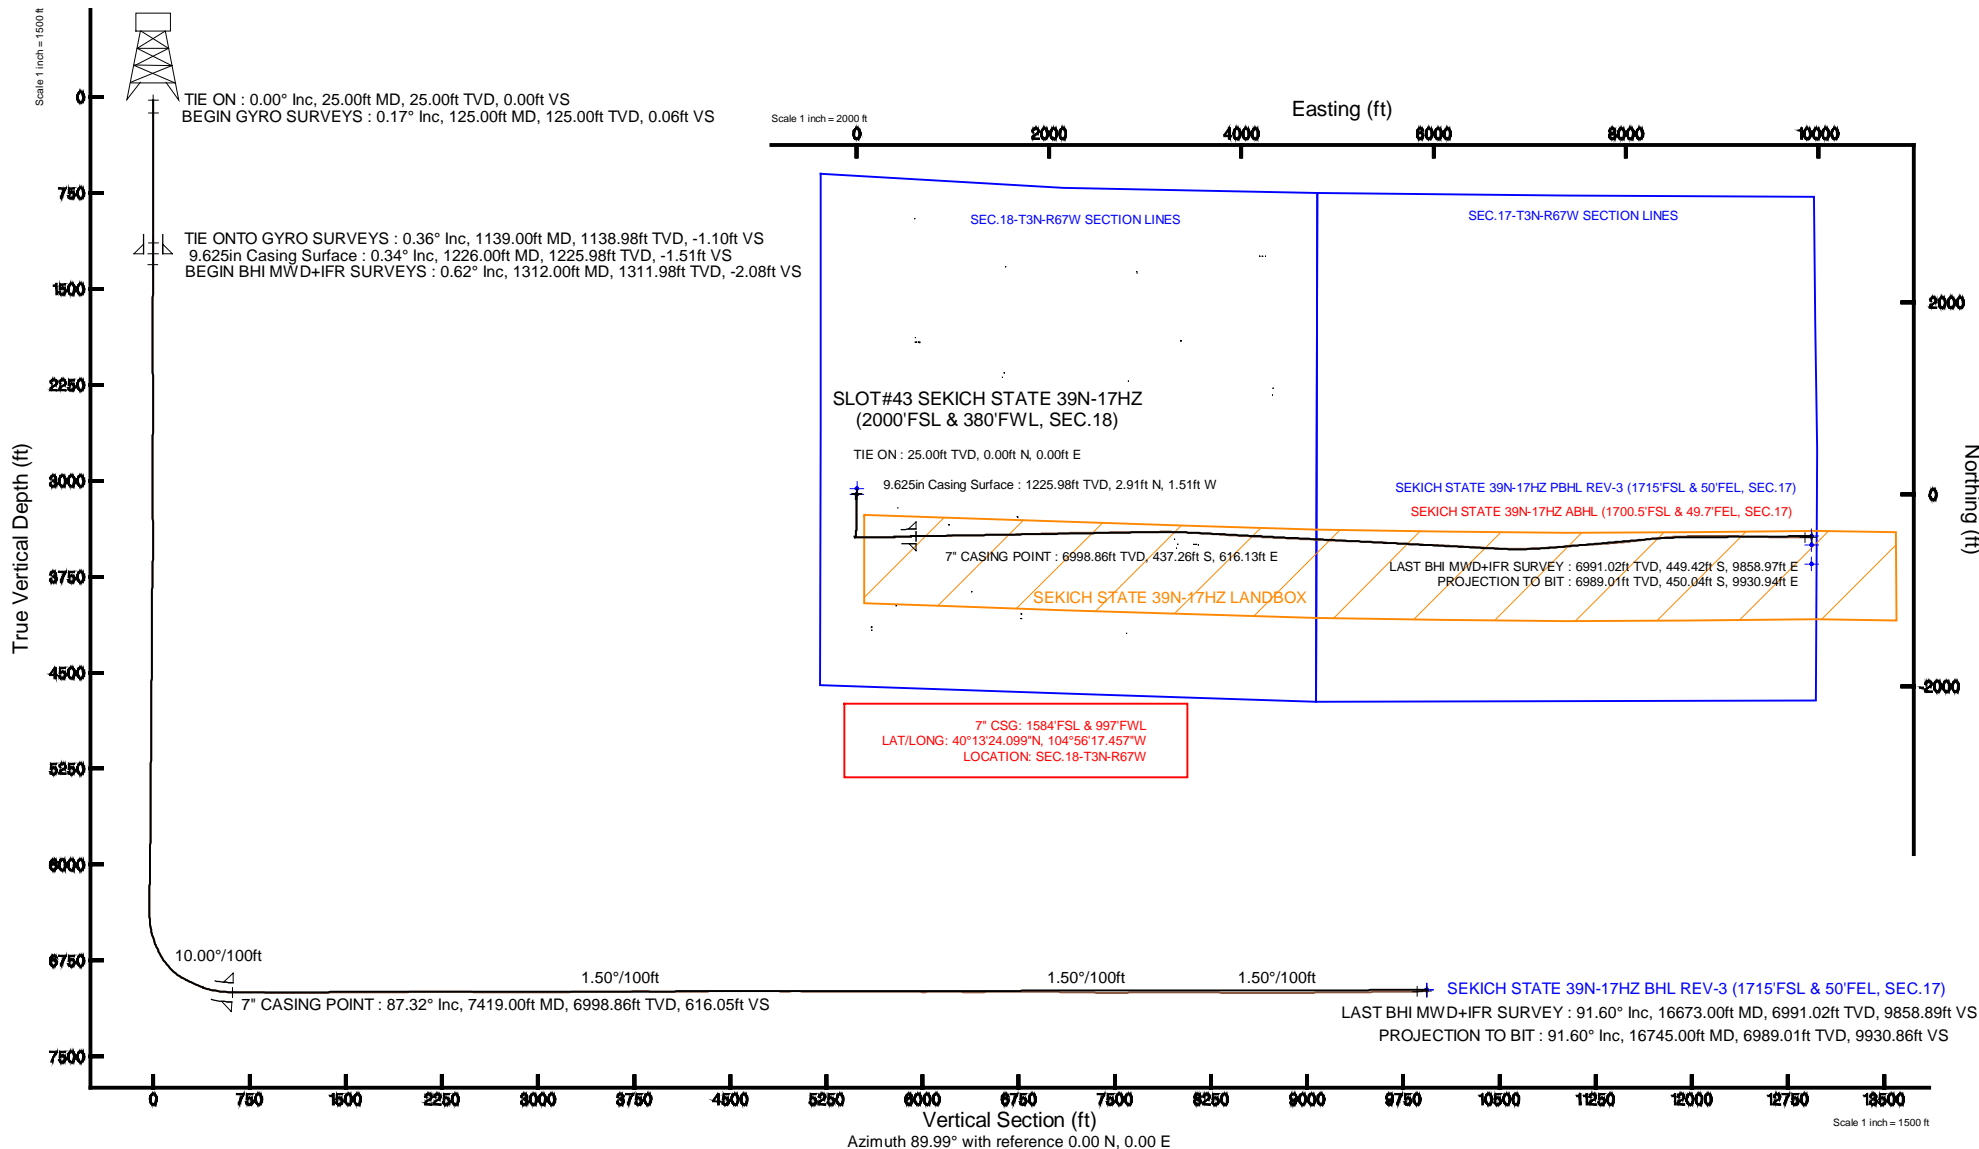 Scale 1 inch = 1500 ft
0
750
1500
2250
3000
3750
4500
5250
6000
6750
7500
True Vertical Depth (ft)
TIE ON : 0.00° Inc, 25.00ft MD, 25.00ft TVD, 0.00ft VS
BEGIN GYRO SURVEYS : 0.17° Inc, 125.00ft MD, 125.00ft TVD, 0.06ft VS
TIE ONTO GYRO SURVEYS : 0.36° Inc, 1139.00ft MD, 1138.98ft TVD, -1.10ft VS
9.625in Casing Surface : 0.34° Inc, 1226.00ft MD, 1225.98ft TVD, -1.51ft VS
BEGIN BHI MWD+IFR SURVEYS : 0.62° Inc, 1312.00ft MD, 1311.98ft TVD, -2.08ft VS
Easting (ft)
Scale 1 inch = 2000 ft
0 2000 4000 6000 8000 10000
SEC.18-T3N-R67W SECTION LINES
SEC.17-T3N-R67W SECTION LINES
2000
0
-2000
Northing (ft)
SLOT#43 SEKICH STATE 39N-17HZ
(2000'FSL & 380'FWL, SEC.18)
TIE ON : 25.00ft TVD, 0.00ft N, 0.00ft E
9.625in Casing Surface : 1225.98ft TVD, 2.91ft N, 1.51ft W
SEKICH STATE 39N-17HZ PBHL REV-3 (1715'FSL & 50'FEL, SEC.17)
SEKICH STATE 39N-17HZ ABHL (1700.5'FSL & 49.7'FEL, SEC.17)
7" CASING POINT : 6998.86ft TVD, 437.26ft S, 616.13ft E
LAST BHI MWD+IFR SURVEY : 6991.02ft TVD, 449.42ft S, 9858.97ft E
PROJECTION TO BIT : 6989.01ft TVD, 450.04ft S, 9930.94ft E
SEKICH STATE 39N-17HZ LANDBOX
7" CSG: 1584'FSL & 997'FWL
LAT/LONG: 40°13'24.099"N, 104°56'17.457"W
LOCATION: SEC.18-T3N-R67W
10.00°/100ft
1.50°/100ft
1.50°/100ft
1.50°/100ft
7" CASING POINT : 87.32° Inc, 7419.00ft MD, 6998.86ft TVD, 616.05ft VS
SEKICH STATE 39N-17HZ BHL REV-3 (1715'FSL & 50'FEL, SEC.17)
LAST BHI MWD+IFR SURVEY : 91.60° Inc, 16673.00ft MD, 6991.02ft TVD, 9858.89ft VS
PROJECTION TO BIT : 91.60° Inc, 16745.00ft MD, 6989.01ft TVD, 9930.86ft VS
0 750 1500 2250 3000 3750 4500 5250 6000 6750 7500 8250 9000 9750 10500 11250 12000 12750 13500
Vertical Section (ft)
Azimuth 89.99° with reference 0.00 N, 0.00 E
Scale 1 inch = 1500 ft